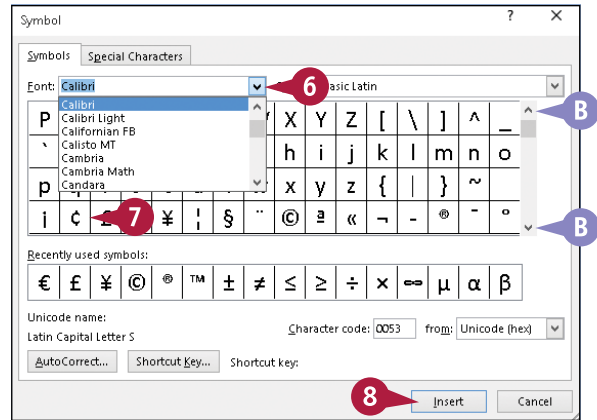 Symbol ? ×
Symbols Special Characters
Font: Calibri 6 asic Latin
Calibri
Calibri Light
Californian FB
Calisto MT
Cambria
Cambria Math
Candara
P X Y Z [ \ ] ^ _ B
` h i j k l m n o
p x y z { | } ~
¡ ¢ 7 ¥ ¦ § ¨ © ª « ¬ - ® ¯ ° B
Recently used symbols:
€ £ ¥ © ® ™ ± ≠ ≤ ≥ ÷ × ∞ µ α β
Unicode name:
Latin Capital Letter S
Character code: 0053 from: Unicode (hex)
AutoCorrect... Shortcut Key... Shortcut key:
8 Insert Cancel